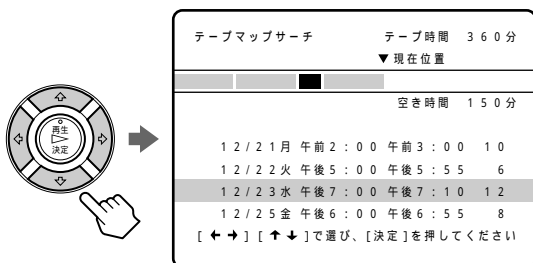 テープマップサーチ テープ時間 360分
▼現在位置
空き時間 150分
再生
決定
12/21月 午前2:00 午前3:00 10
12/22火 午後5:00 午後5:55 6
12/23水 午後7:00 午後7:10 12
12/25金 午後6:00 午後6:55 8
[←→][↑↓]で選び、[決定]を押してください